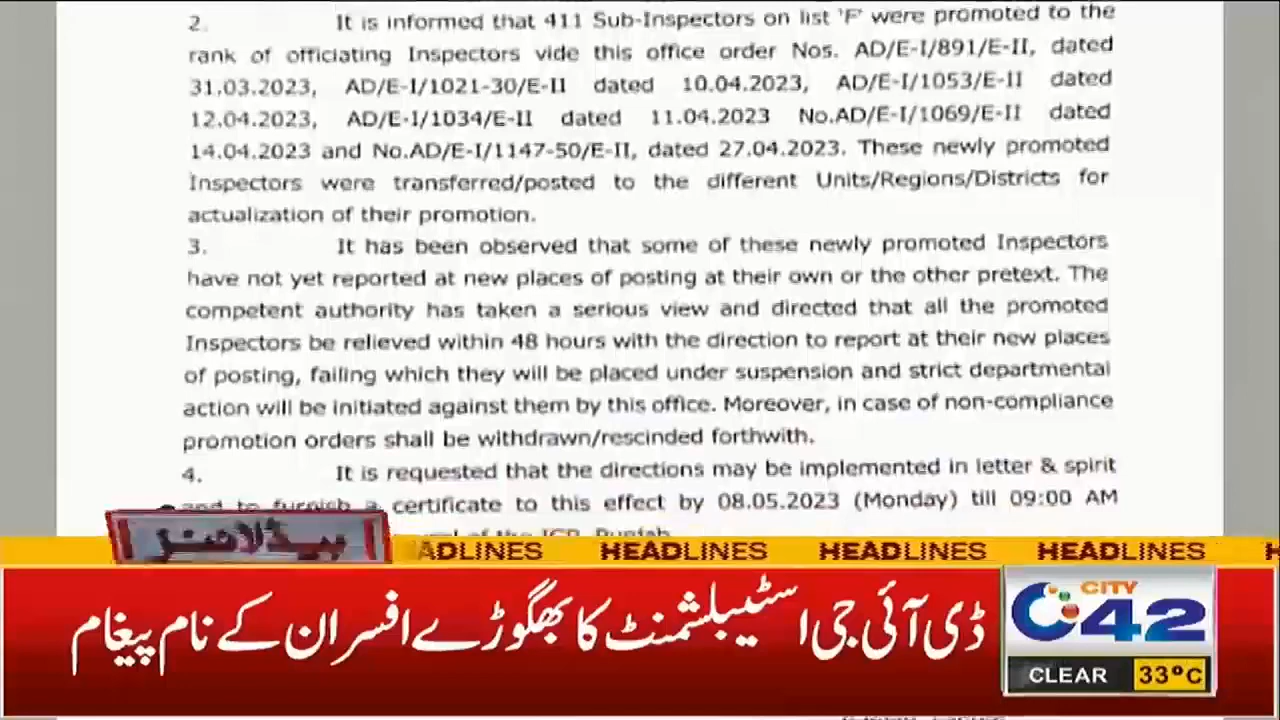 2. It is informed that 411 Sub-Inspectors on list 'F' were promoted to the
rank of officiating Inspectors vide this office order Nos. AD/E-I/891/E-II, dated
31.03.2023, AD/E-I/1021-30/E-II dated 10.04.2023, AD/E-I/1053/E-II dated
12.04.2023, AD/E-I/1034/E-II dated 11.04.2023 No.AD/E-I/1069/E-II dated
14.04.2023 and No.AD/E-I/1147-50/E-II, dated 27.04.2023. These newly promoted
Inspectors were transferred/posted to the different Units/Regions/Districts for
actualization of their promotion.
3. It has been observed that some of these newly promoted Inspectors
have not yet reported at new places of posting at their own or the other pretext. The
competent authority has taken a serious view and directed that all the promoted
Inspectors be relieved within 48 hours with the direction to report at their new places
of posting, failing which they will be placed under suspension and strict departmental
action will be initiated against them by this office. Moreover, in case of non-compliance
promotion orders shall be withdrawn/rescinded forthwith.
4. It is requested that the directions may be implemented in letter & spirit
and to furnish a certificate to this effect by 08.05.2023 (Monday) till 09:00 AM
of the IGP, Punjab
ہیڈلائنز
ADLINES HEADLINES HEADLINES HEADLINES H
ڈی آئی جی اسٹیبلشمنٹ کا بھگوڑے افسران کے نام پیغام
CITY
42
CLEAR 33°C